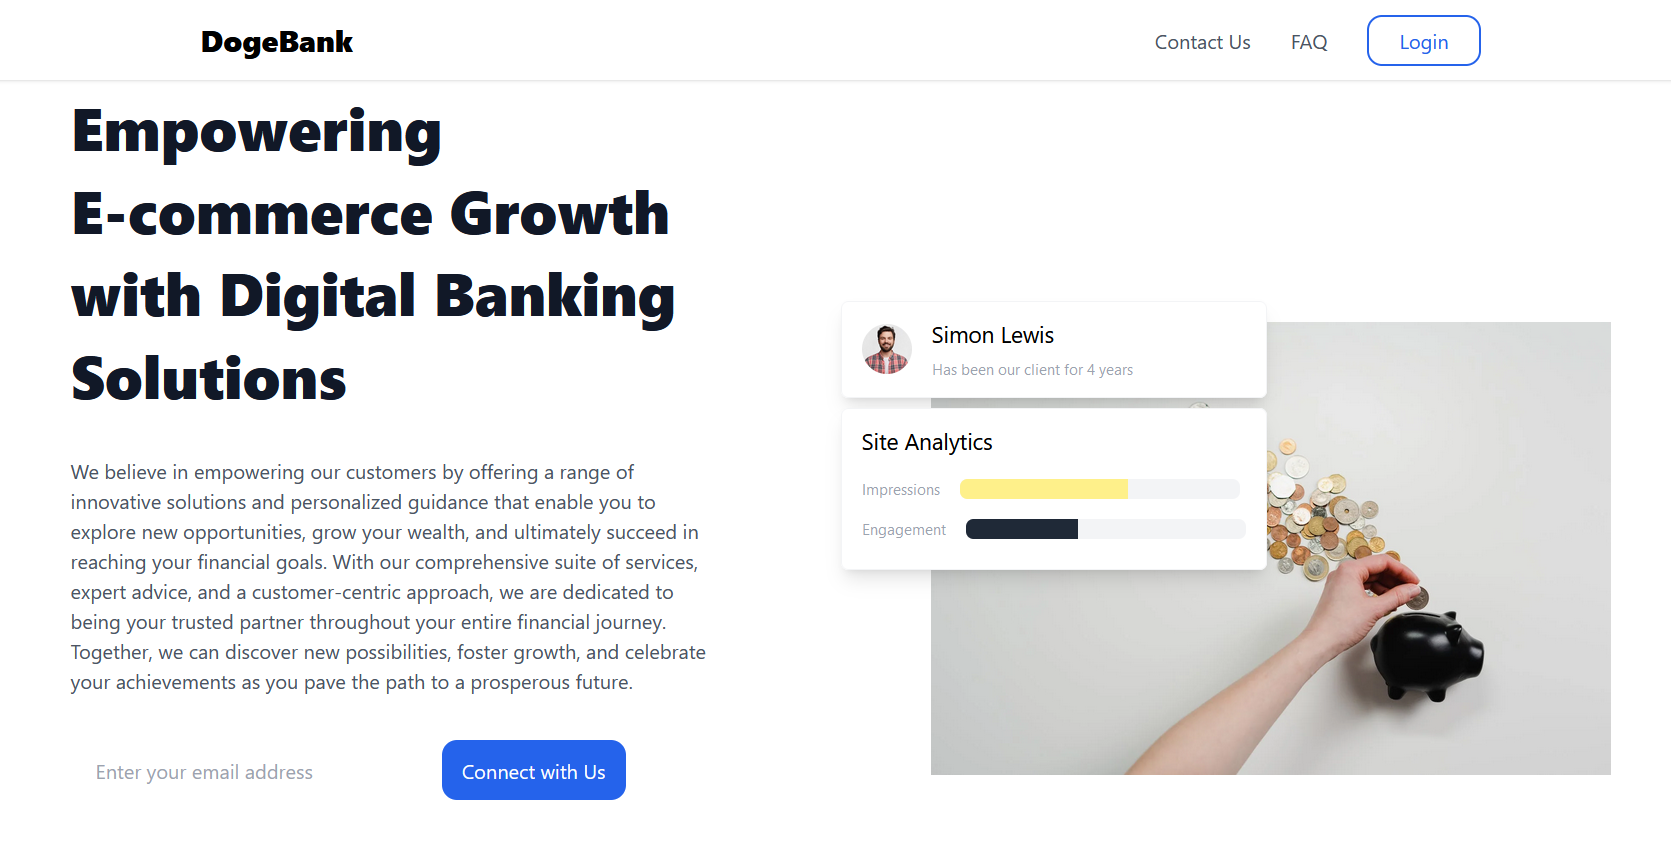 DogeBank
Contact Us
FAQ
Login
Empowering
E-commerce Growth
with Digital Banking
Solutions
We believe in empowering our customers by offering a range of
innovative solutions and personalized guidance that enable you to
explore new opportunities, grow your wealth, and ultimately succeed in
reaching your financial goals. With our comprehensive suite of services,
expert advice, and a customer-centric approach, we are dedicated to
being your trusted partner throughout your entire financial journey.
Together, we can discover new possibilities, foster growth, and celebrate
your achievements as you pave the path to a prosperous future.
Enter your email address
Connect with Us
Simon Lewis
Has been our client for 4 years
Site Analytics
Impressions
Engagement